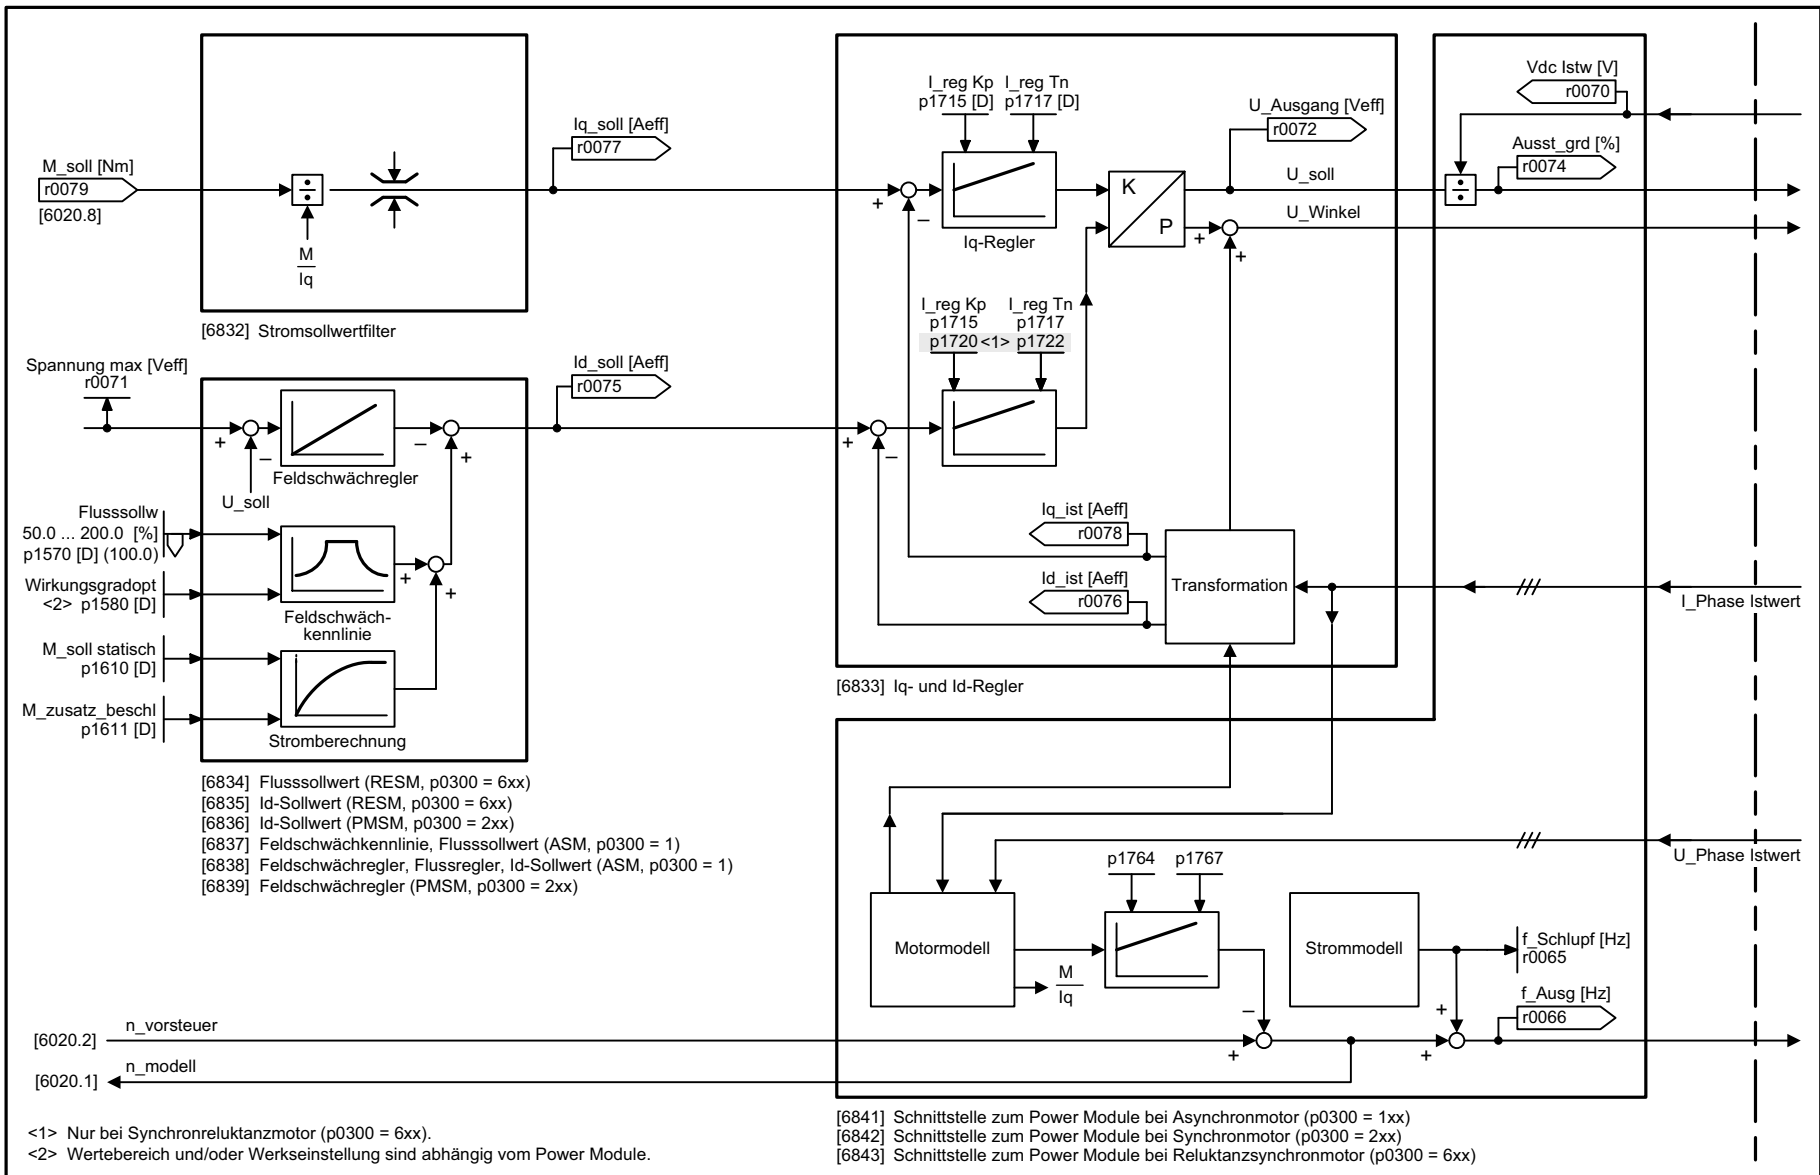 M_soll [Nm]
r0079
[6020.8]
M
Iq
[6832] Stromsollwertfilter
Iq_soll [Aeff]
r0077
Spannung max [Veff]
r0071
U_soll
Feldschwächregler
Id_soll [Aeff]
r0075
Flusssollw
50.0 ... 200.0 [%]
p1570 [D] (100.0)
Wirkungsgradopt
<2> p1580 [D]
Feldschwäch-
kennlinie
M_soll statisch
p1610 [D]
M_zusatz_beschl
p1611 [D]
Stromberechnung
[6834] Flusssollwert (RESM, p0300 = 6xx)
[6835] Id-Sollwert (RESM, p0300 = 6xx)
[6836] Id-Sollwert (PMSM, p0300 = 2xx)
[6837] Feldschwächkennlinie, Flusssollwert (ASM, p0300 = 1)
[6838] Feldschwächregler, Flussregler, Id-Sollwert (ASM, p0300 = 1)
[6839] Feldschwächregler (PMSM, p0300 = 2xx)
I_reg Kp
p1715 [D]
I_reg Tn
p1717 [D]
Iq-Regler
K
P
U_Ausgang [Veff]
r0072
U_soll
U_Winkel
Vdc Istw [V]
r0070
Ausst_grd [%]
r0074
I_reg Kp
p1715
p1720 <1>
I_reg Tn
p1717
p1722
Iq_ist [Aeff]
r0078
Id_ist [Aeff]
r0076
Transformation
I_Phase Istwert
[6833] Iq- und Id-Regler
U_Phase Istwert
p1764
p1767
Motormodell
M
Iq
Strommodell
f_Schlupf [Hz]
r0065
f_Ausg [Hz]
r0066
[6020.2]
n_vorsteuer
[6020.1]
n_modell
[6841] Schnittstelle zum Power Module bei Asynchronmotor (p0300 = 1xx)
[6842] Schnittstelle zum Power Module bei Synchronmotor (p0300 = 2xx)
[6843] Schnittstelle zum Power Module bei Reluktanzsynchronmotor (p0300 = 6xx)
<1> Nur bei Synchronreluktanzmotor (p0300 = 6xx).
<2> Wertebereich und/oder Werkseinstellung sind abhängig vom Power Module.